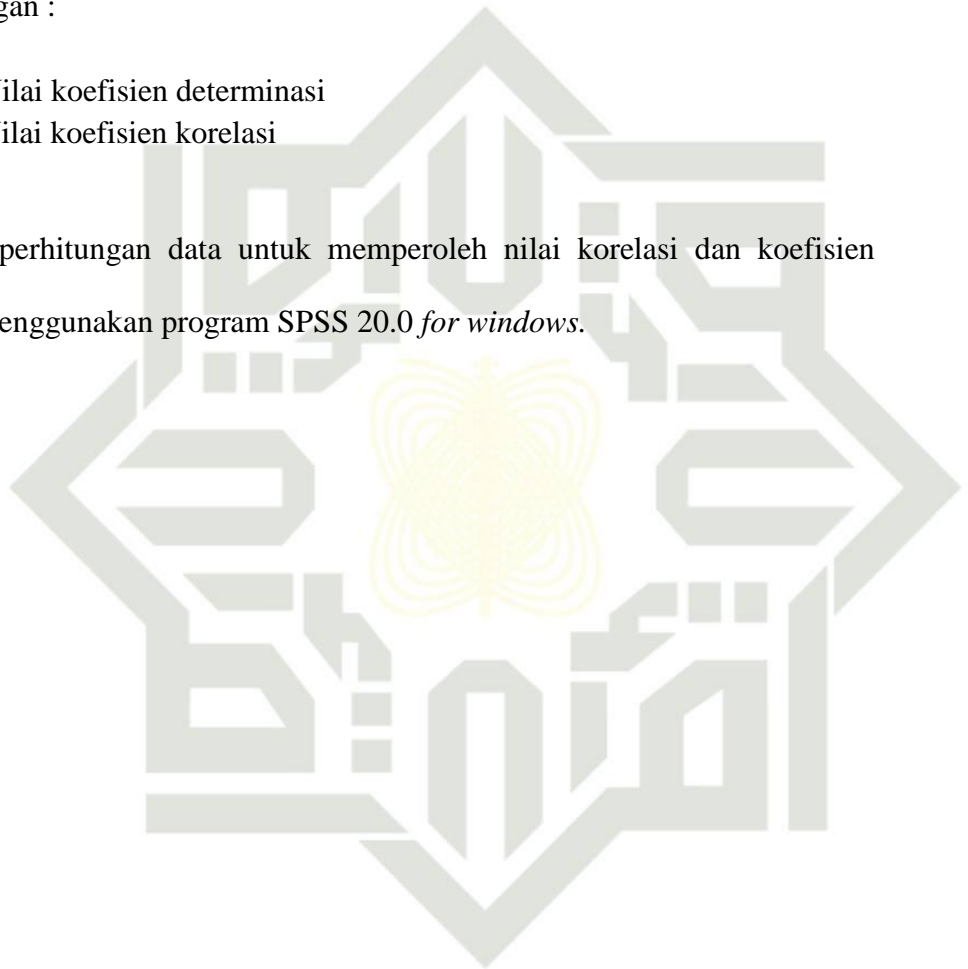 gan :
ilai koefisien determinasi
ilai koefisien korelasi
perhitungan data untuk memperoleh nilai korelasi dan koefisien
enggunakan program SPSS 20.0 for windows.